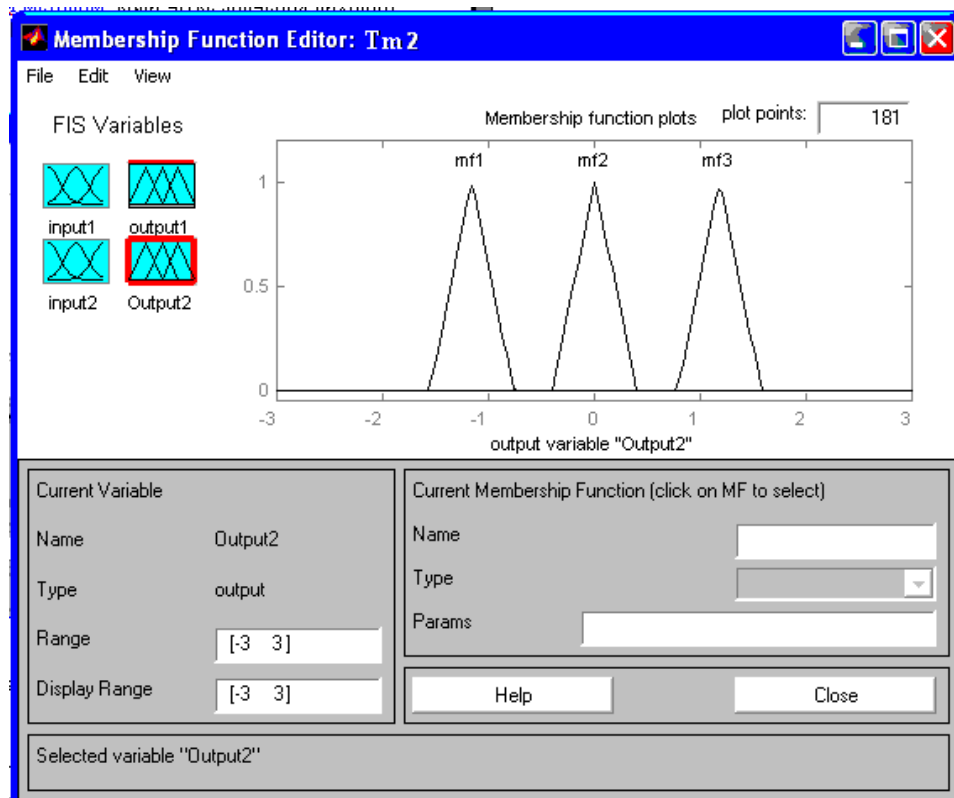 Membership Function Editor: Tm2
File Edit View
FIS Variables
Membership function plots plot points: 181
mf1 mf2 mf3
input1 output1
input2 Output2
1
0.5
0
-3 -2 -1 0 1 2 3
output variable "Output2"
Current Variable
Name Output2
Type output
Range [-3 3]
Display Range [-3 3]
Current Membership Function (click on MF to select)
Name
Type
Params
Help Close
Selected variable "Output2"